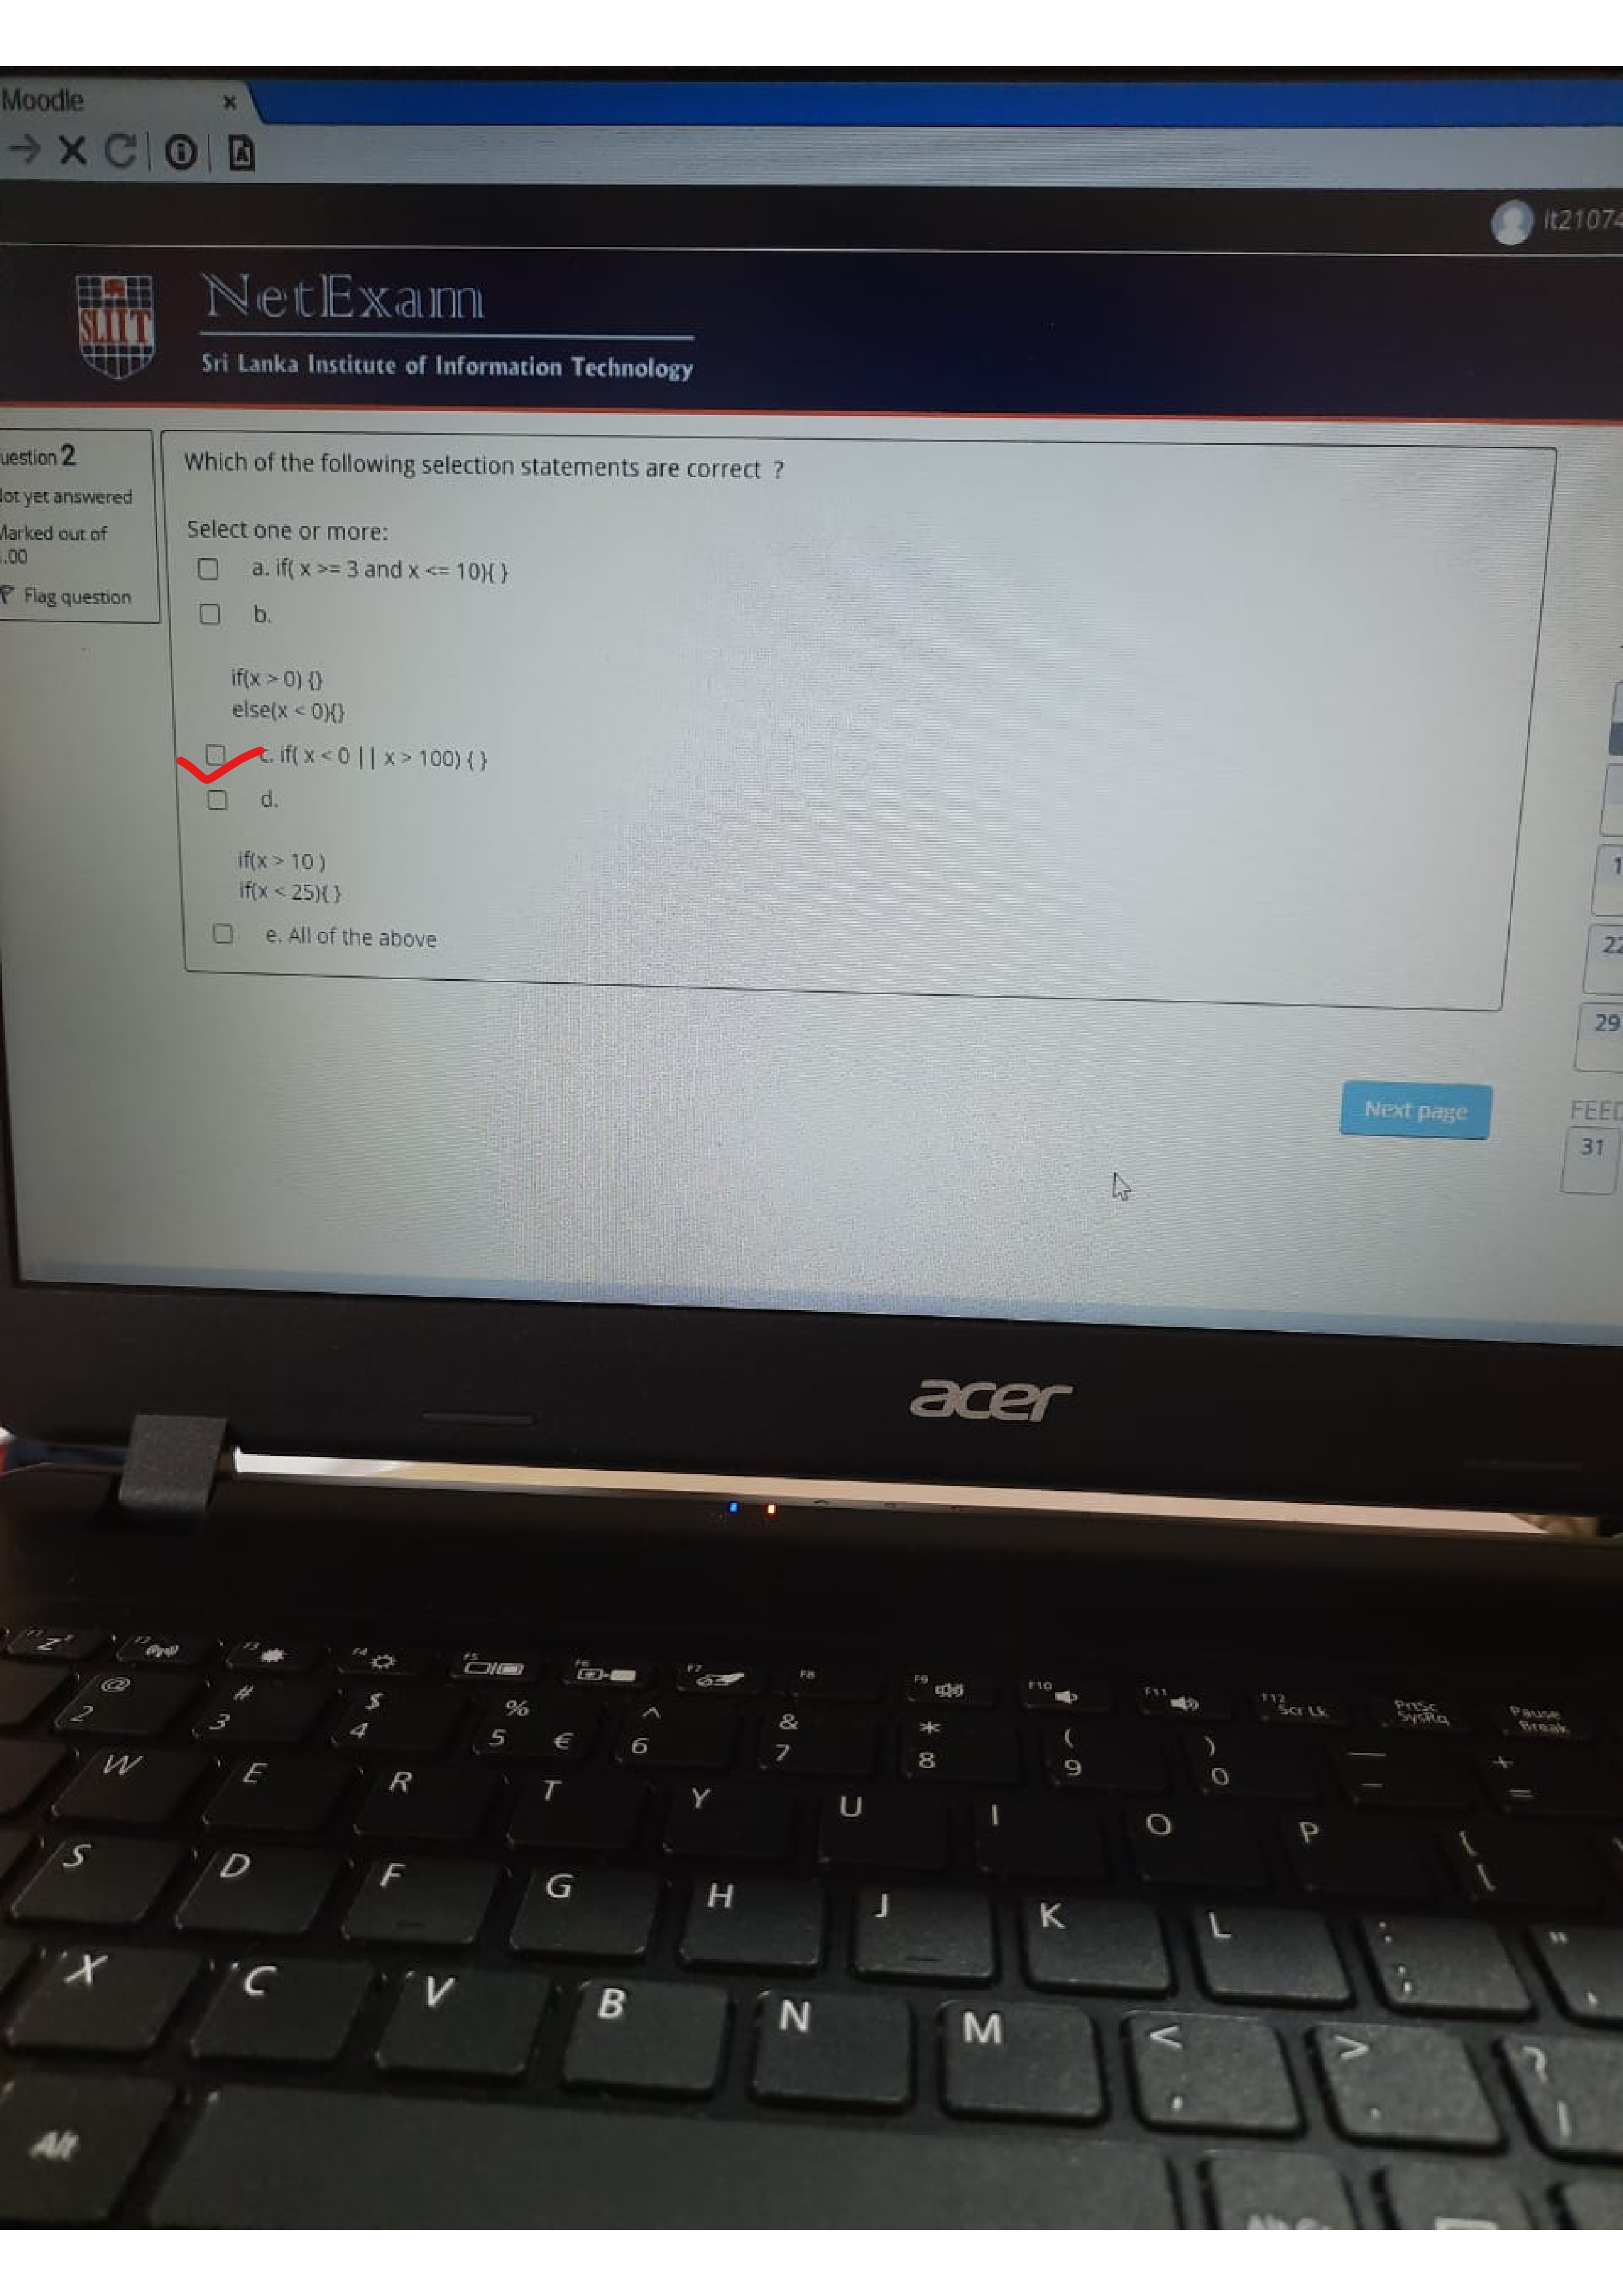 Moodle
it21074
SLIIT
NetExam
Sri Lanka Institute of Information Technology
uestion 2
lot yet answered
Marked out of
.00
Flag question
Which of the following selection statements are correct ?
Select one or more:
a. if( x >= 3 and x <= 10){ }
b.
if(x > 0) {}
else(x < 0){}
c. if( x < 0 || x > 100) { }
d.
if(x > 10 )
if(x < 25){ }
e. All of the above
1
22
29
Next page
FEED
31
acer
F3 F4 F5 F6 F7 F8 F9 F10 F11 F12 Scr Lk PrtSc SysRq Pause Break
@ 2 # 3 $ 4 % 5 € ^ 6 & 7 * 8 ( 9 ) 0 _ - + =
W E R T Y U I O P { [
S D F G H J K L : ; "
X C V B N M < , > . ?
Alt